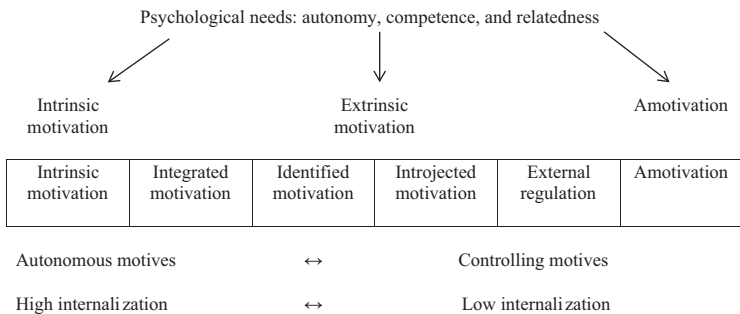 Psychological needs: autonomy, competence, and relatedness
Intrinsic motivation Extrinsic motivation Amotivation
Intrinsic motivation Integrated motivation Identified motivation Introjected motivation External regulation Amotivation
Autonomous motives ↔ Controlling motives
High internalization ↔ Low internalization